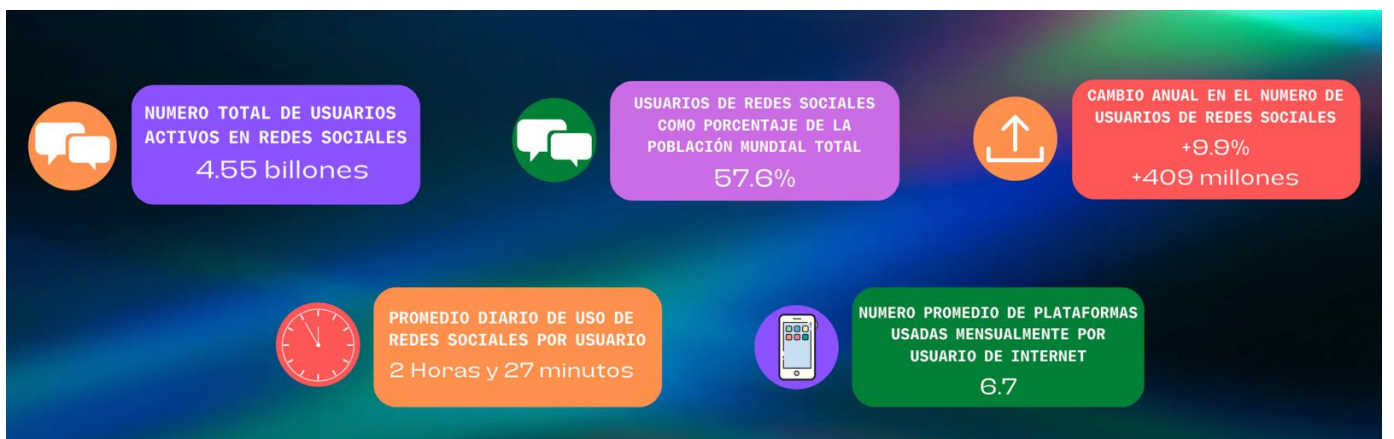 NUMERO TOTAL DE USUARIOS
ACTIVOS EN REDES SOCIALES
4.55 billones
USUARIOS DE REDES SOCIALES
COMO PORCENTAJE DE LA
POBLACIÓN MUNDIAL TOTAL
57.6%
CAMBIO ANUAL EN EL NUMERO DE
USUARIOS DE REDES SOCIALES
+9.9%
+409 millones
PROMEDIO DIARIO DE USO DE
REDES SOCIALES POR USUARIO
2 Horas y 27 minutos
NUMERO PROMEDIO DE PLATAFORMAS
USADAS MENSUALMENTE POR
USUARIO DE INTERNET
6.7